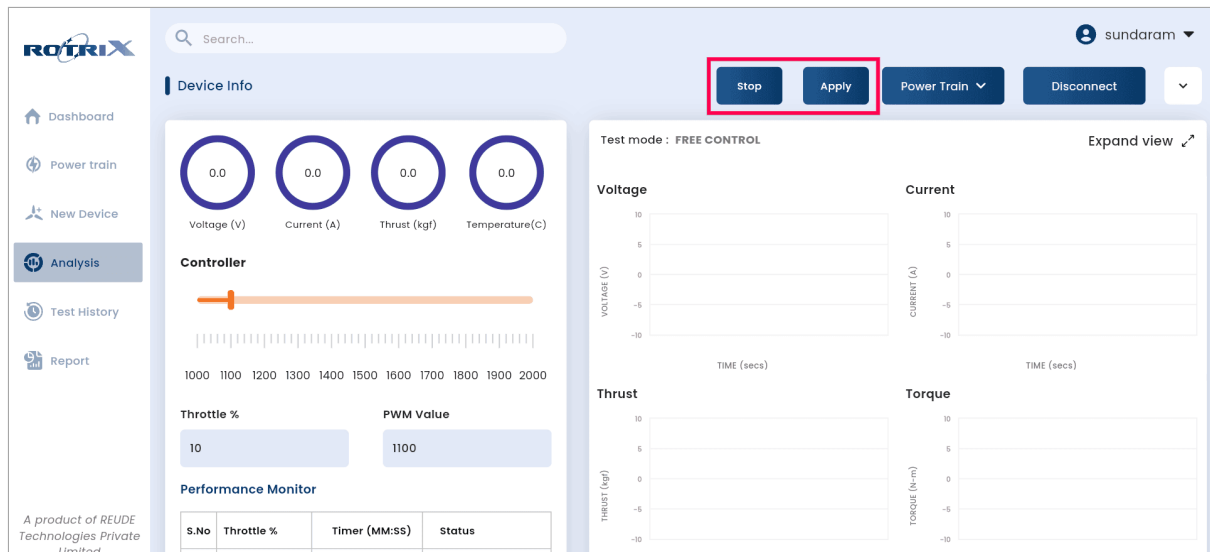 ROTRIX
Search...
sundaram
Device Info
Stop
Apply
Power Train
Disconnect
Dashboard
Power train
New Device
Analysis
Test History
Report
A product of REUDE
Technologies Private
Limited
0.0
0.0
0.0
0.0
Voltage (V)
Current (A)
Thrust (kgf)
Temperature(C)
Controller
1000 1100 1200 1300 1400 1500 1600 1700 1800 1900 2000
Throttle %
PWM Value
10
1100
Performance Monitor
S.No
Throttle %
Timer (MM:SS)
Status
Test mode : FREE CONTROL
Expand view
Voltage
10
5
0
-5
-10
VOLTAGE (V)
TIME (secs)
Current
10
5
0
-5
-10
CURRENT (A)
TIME (secs)
Thrust
10
5
0
-5
-10
THRUST (kgf)
Torque
10
5
0
-5
-10
TORQUE (N-m)